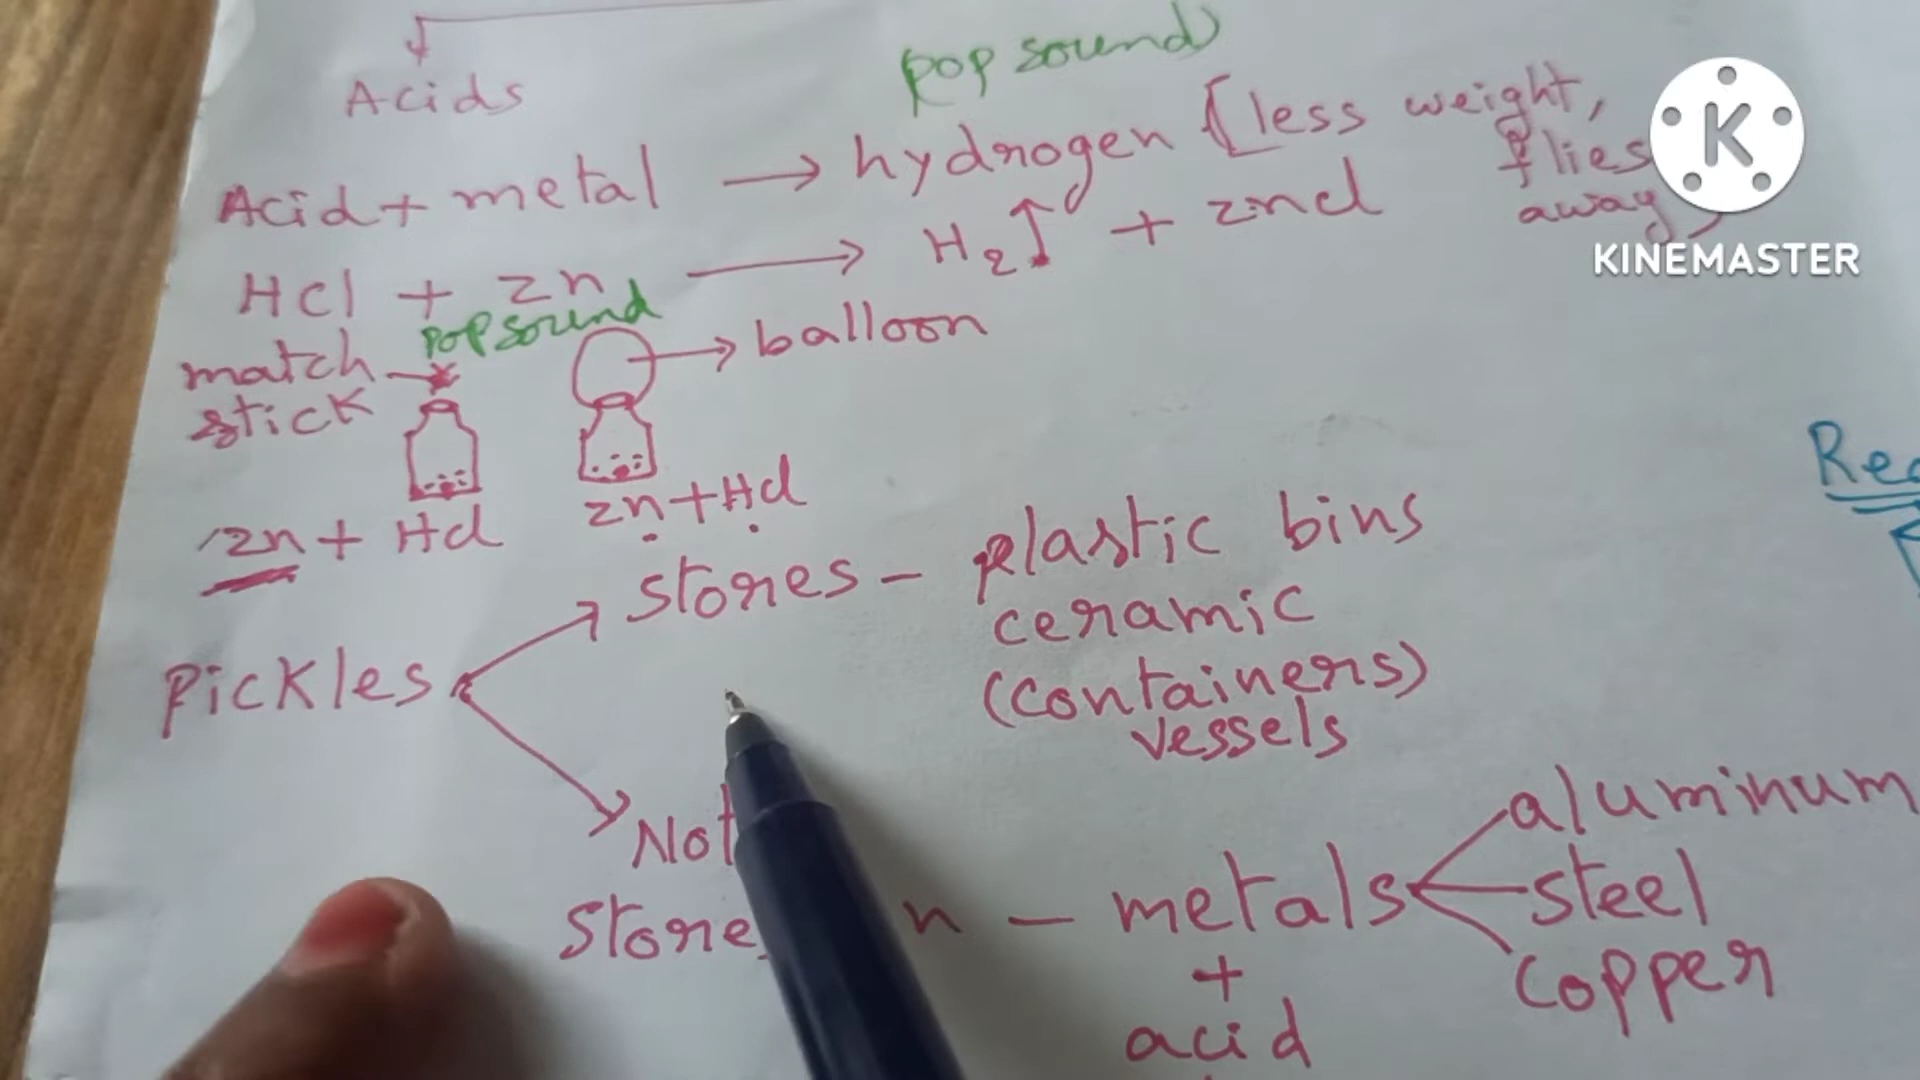 Acids
pop sound
Acid + metal → hydrogen [less weight,
flies
away]
HCl + zn → H2↑ + zncl
pop sound
match
stick
balloon
zn + Hcl
zn + Hcl
Pickles
Stores - plastic bins
ceramic
(containers)
vessels
Not
Store n - metals
aluminum
steel
copper
+
acid
K
KINEMASTER